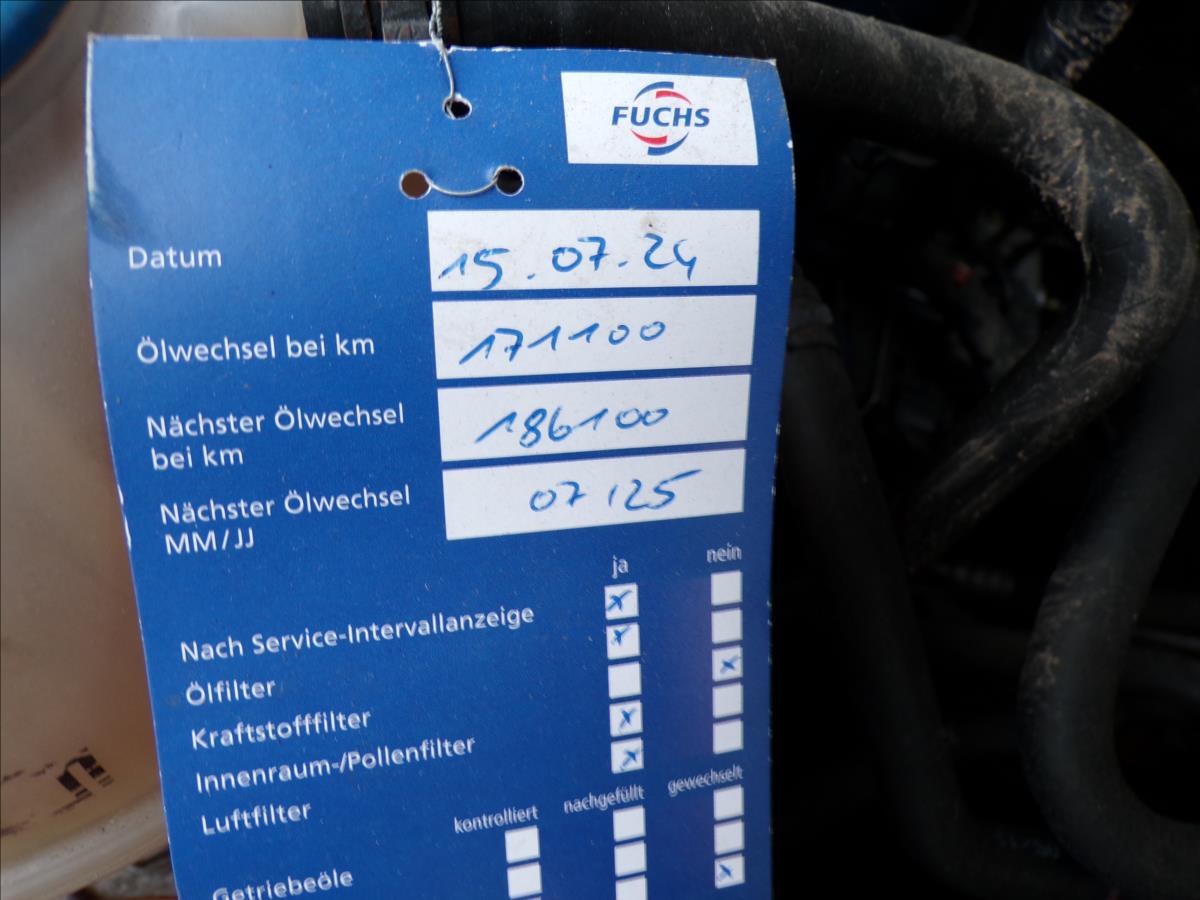 FUCHS
Datum 15.07.24
Ölwechsel bei km 171100
Nächster Ölwechsel
bei km 186100
Nächster Ölwechsel
MM/JJ 07/25
ja nein
Nach Service-Intervallanzeige
Ölfilter
Kraftstofffilter
Innenraum-/Pollenfilter
Luftfilter
kontrolliert nachgefüllt gewechselt
Getriebeöle